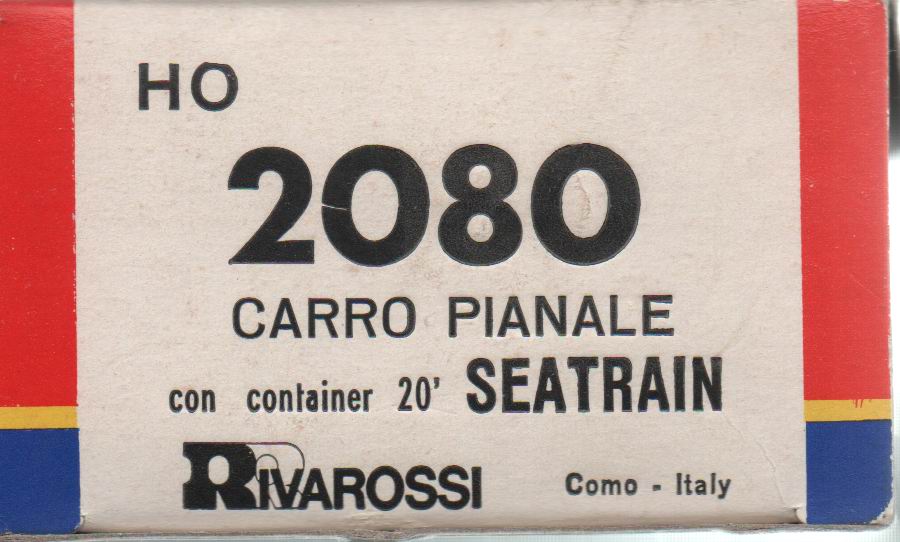 HO
2080
CARRO PIANALE
con container 20' SEATRAIN
RIVAROSSI Como - Italy